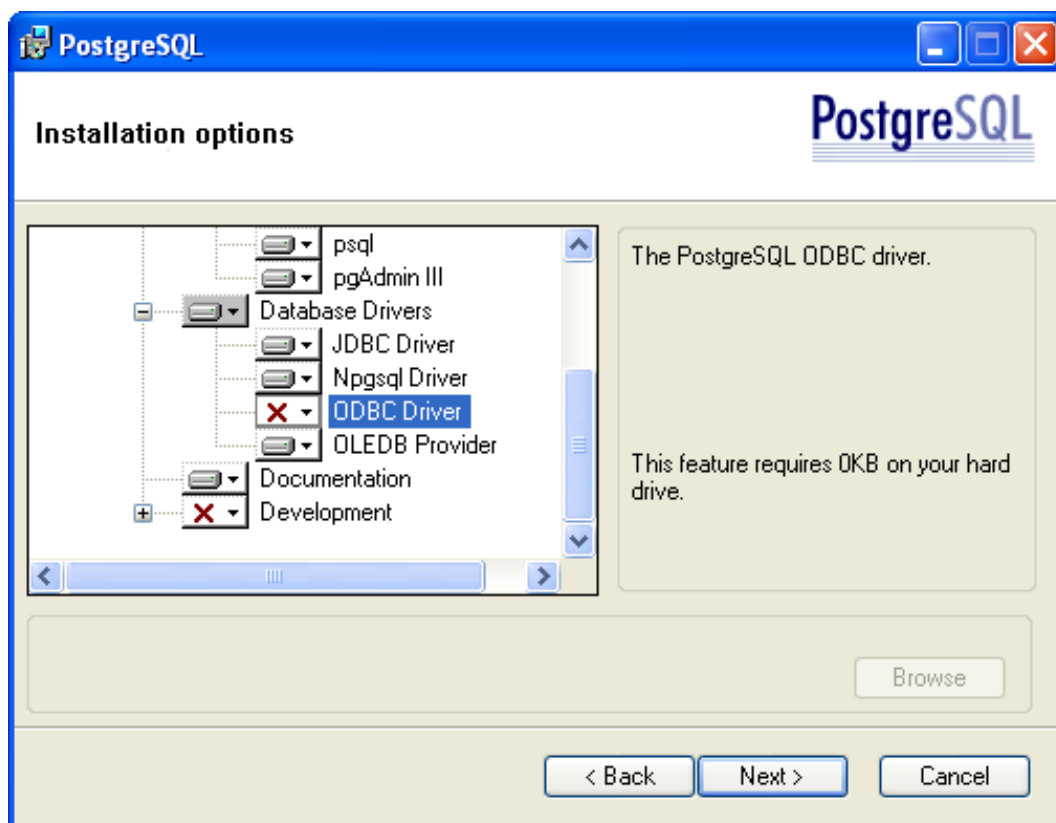 PostgreSQL
Installation options
PostgreSQL
psql
pgAdmin III
Database Drivers
JDBC Driver
Npgsql Driver
ODBC Driver
OLEDB Provider
Documentation
Development
The PostgreSQL ODBC driver.
This feature requires 0KB on your hard
drive.
Browse
< Back
Next >
Cancel